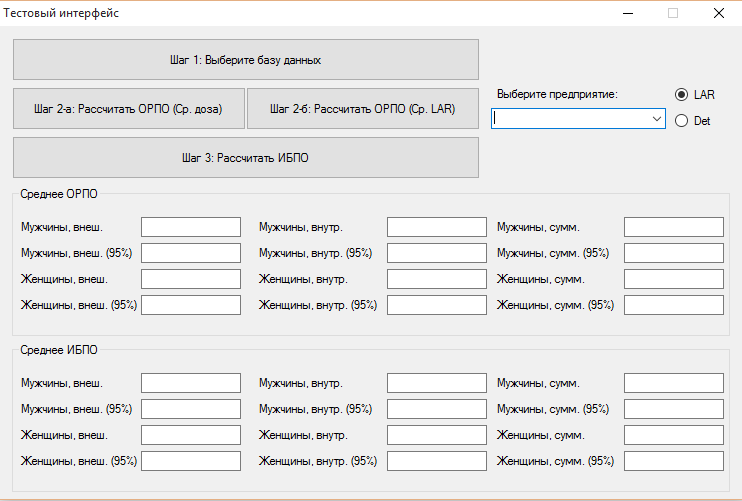 Тестовый интерфейс
Шаг 1: Выберите базу данных
Шаг 2-а: Рассчитать ОРПО (Ср. доза)
Шаг 2-б: Рассчитать ОРПО (Ср. LAR)
Выберите предприятие:
LAR
Det
Шаг 3: Рассчитать ИБПО
Среднее ОРПО
Мужчины, внеш. Мужчины, внутр. Мужчины, сумм.
Мужчины, внеш. (95%) Мужчины, внутр. (95%) Мужчины, сумм. (95%)
Женщины, внеш. Женщины, внутр. Женщины, сумм.
Женщины, внеш. (95%) Женщины, внутр. (95%) Женщины, сумм. (95%)
Среднее ИБПО
Мужчины, внеш. Мужчины, внутр. Мужчины, сумм.
Мужчины, внеш. (95%) Мужчины, внутр. (95%) Мужчины, сумм. (95%)
Женщины, внеш. Женщины, внутр. Женщины, сумм.
Женщины, внеш. (95%) Женщины, внутр. (95%) Женщины, сумм. (95%)